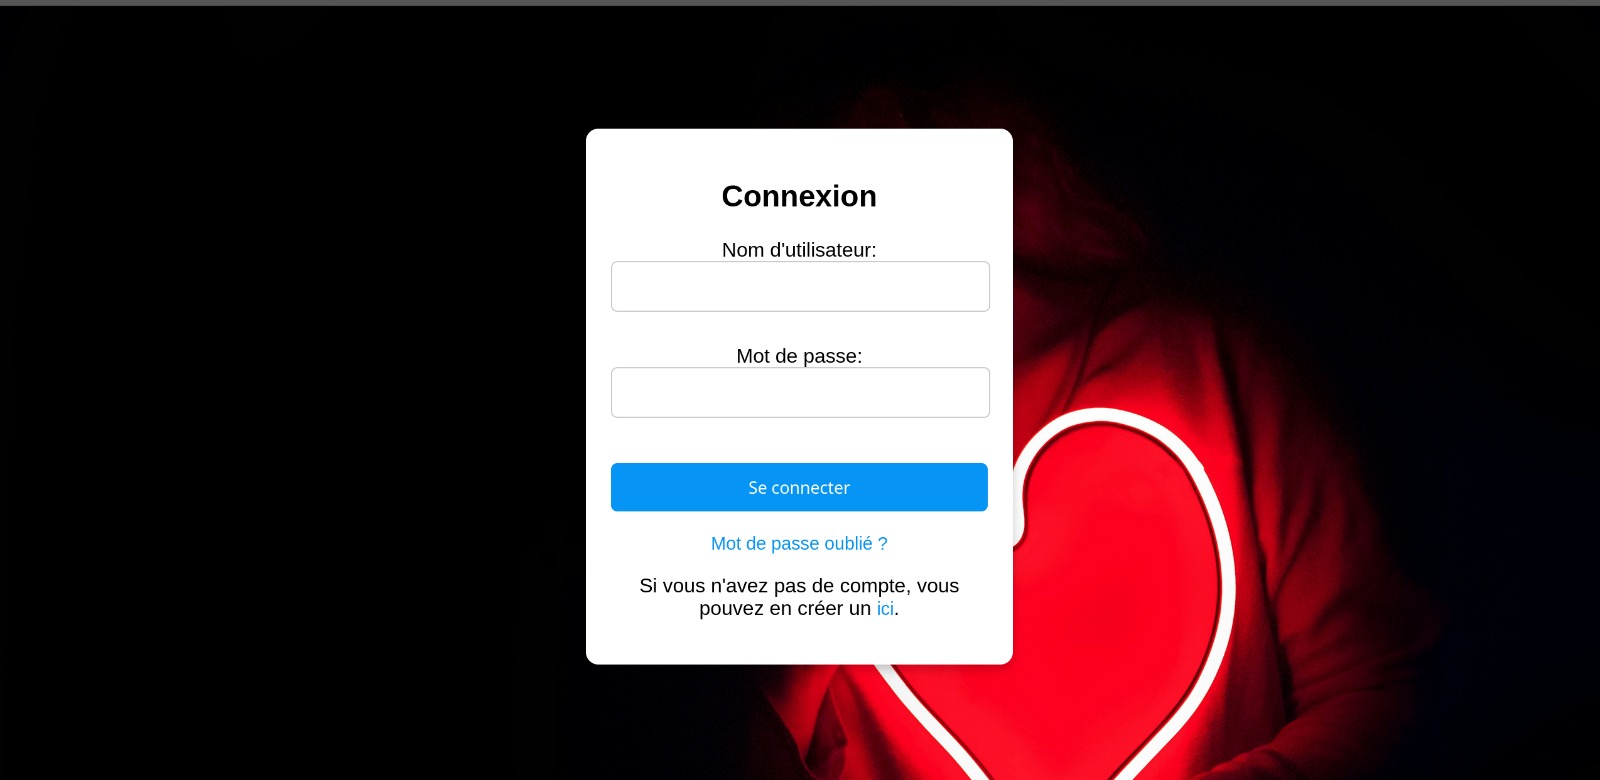 Connexion
Nom d'utilisateur:
Mot de passe:
Se connecter
Mot de passe oublié ?
Si vous n'avez pas de compte, vous
pouvez en créer un ici.